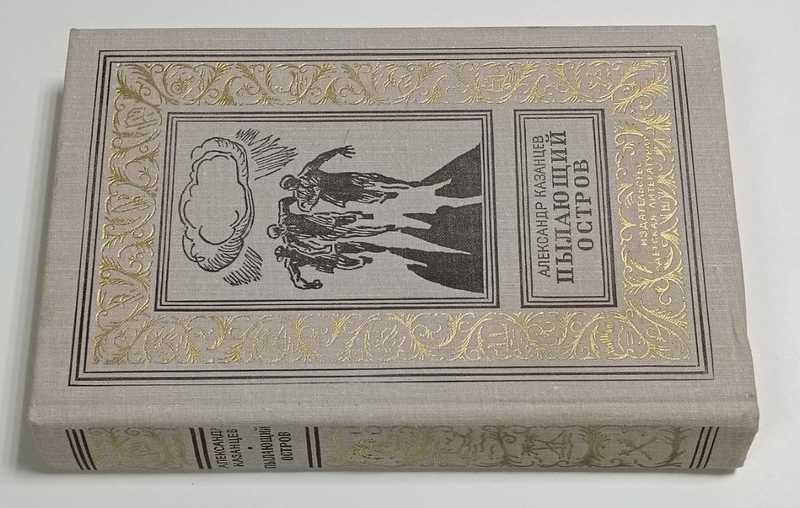 АЛЕКСАНДР КАЗАНЦЕВ
ПЫЛАЮЩИЙ
ОСТРОВ
ИЗДАТЕЛЬСТВО
ДЕТСКАЯ ЛИТЕРАТУРА
АЛЕКСАНДР
КАЗАНЦЕВ
ПЫЛАЮЩИЙ
ОСТРОВ